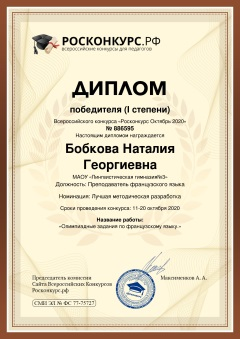 РОСКОНКУРС.РФ
всероссийские конкурсы для педагогов
ДИПЛОМ
победителя (I степени)
Всероссийского конкурса «Росконкурс Октябрь 2020»
№ 886595
Настоящим дипломом награждается
Бобкова Наталия
Георгиевна
МАОУ «Лингвистическая гимназия№3»
Должность: Преподаватель французского языка
Номинация: Лучшая методическая разработка
Сроки проведения конкурса: 11-20 октября 2020
Название работы:
«Олимпиадные задания по французскому языку.»
Председатель комиссии
Сайта Всероссийских Конкурсов
Росконкурс.рф
Максименков А. А.
СМИ ЭЛ № ФС 77-75727